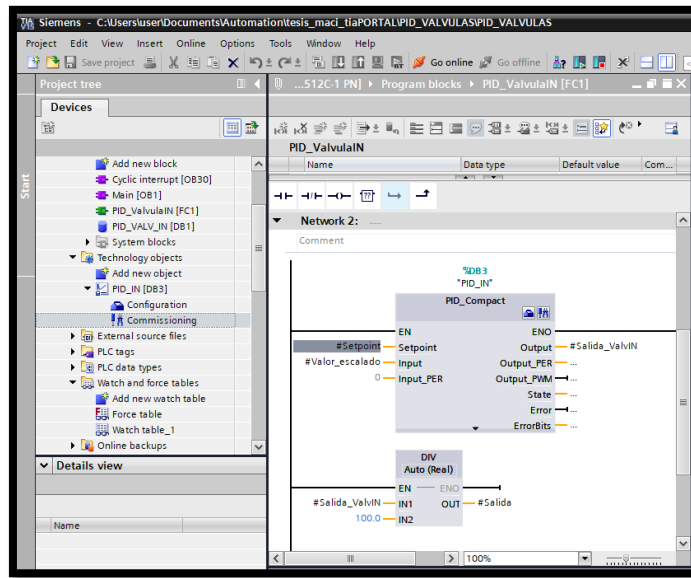 Siemens - C:\Users\user\Documents\Automation\tesis_maci_tiaPORTAL\PID_VALVULAS\PID_VALVULAS
Project Edit View Insert Online Options Tools Window Help
Save project Go online Go offline
Project tree
...512C-1 PN] Program blocks PID_ValvulaIN [FC1]
Devices
Start
Add new block
Cyclic interrupt [OB30]
Main [OB1]
PID_ValvulaIN [FC1]
PID_VALV_IN [DB1]
System blocks
Technology objects
Add new object
PID_IN [DB3]
Configuration
Commissioning
External source files
PLC tags
PLC data types
Watch and force tables
Add new watch table
Force table
Watch table_1
Online backups
Details view
Name
PID_ValvulaIN
Name Data type Default value Com...
??
Network 2: .....
Comment
%DB3
"PID_IN"
PID_Compact
EN ENO
#Setpoint Setpoint Output #Salida_ValvIN
#Valor_escalado Input Output_PER ...
0 Input_PER Output_PWM ...
State ...
Error ...
ErrorBits ...
DIV
Auto (Real)
EN ENO
#Salida_ValvIN IN1 OUT #Salida
100.0 IN2
100%